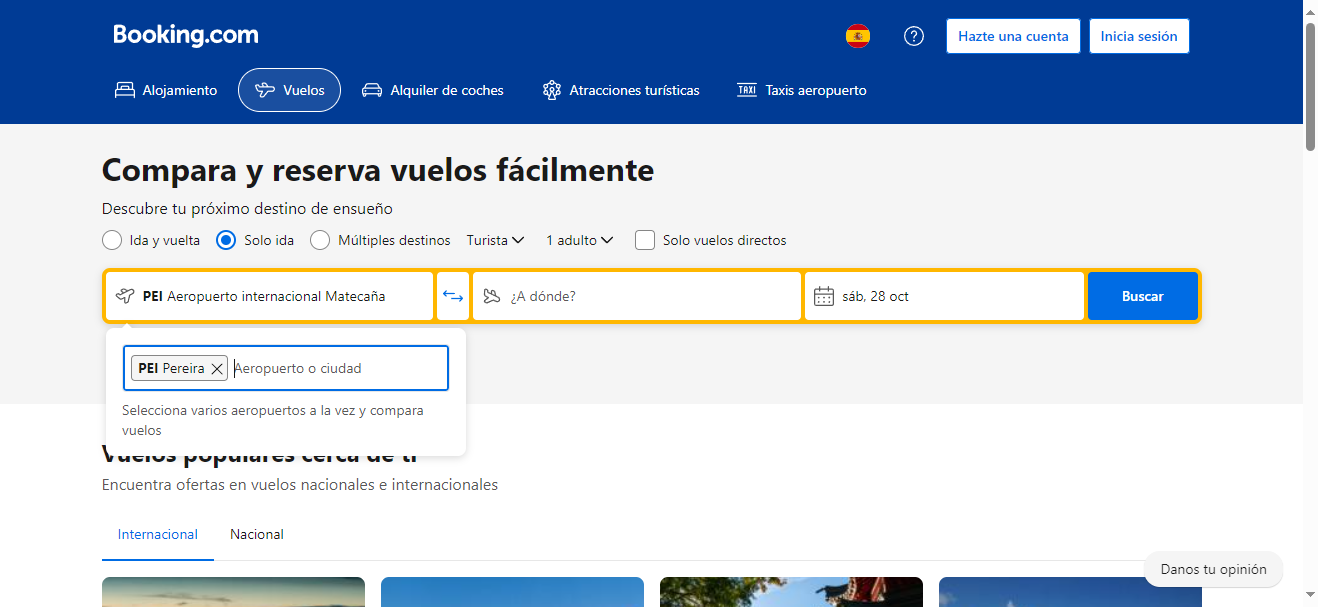 Booking.com
Hazte una cuenta
Inicia sesión
Alojamiento
Vuelos
Alquiler de coches
Atracciones turísticas
TAXI Taxis aeropuerto
Compara y reserva vuelos fácilmente
Descubre tu próximo destino de ensueño
Ida y vuelta Solo ida Múltiples destinos Turista 1 adulto Solo vuelos directos
PEI Aeropuerto internacional Matecaña
¿A dónde?
sáb, 28 oct
Buscar
PEI Pereira Aeropuerto o ciudad
Selecciona varios aeropuertos a la vez y compara
vuelos
Vuelos populares cerca de ti
Encuentra ofertas en vuelos nacionales e internacionales
Internacional Nacional
Danos tu opinión